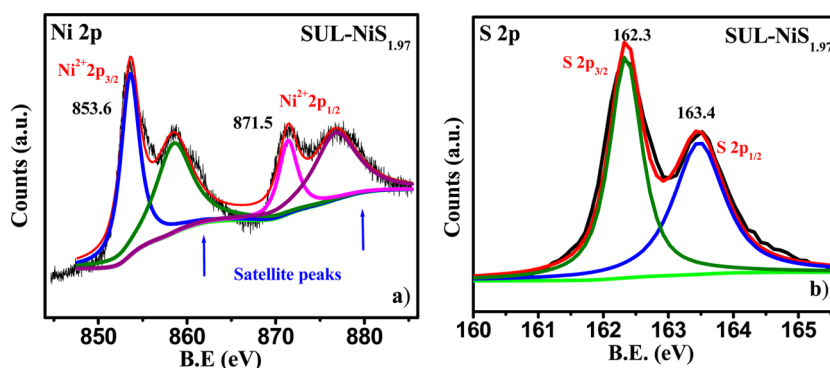 Ni 2p
SUL-NiS1.97
Ni2+2p3/2
853.6
871.5
Ni2+2p1/2
Satellite peaks
a)
Counts (a.u.)
850
860
870
880
B.E (eV)
S 2p
162.3
SUL-NiS1.97
S 2p3/2
163.4
S 2p1/2
b)
Counts (a.u.)
160
161
162
163
164
165
B.E. (eV)